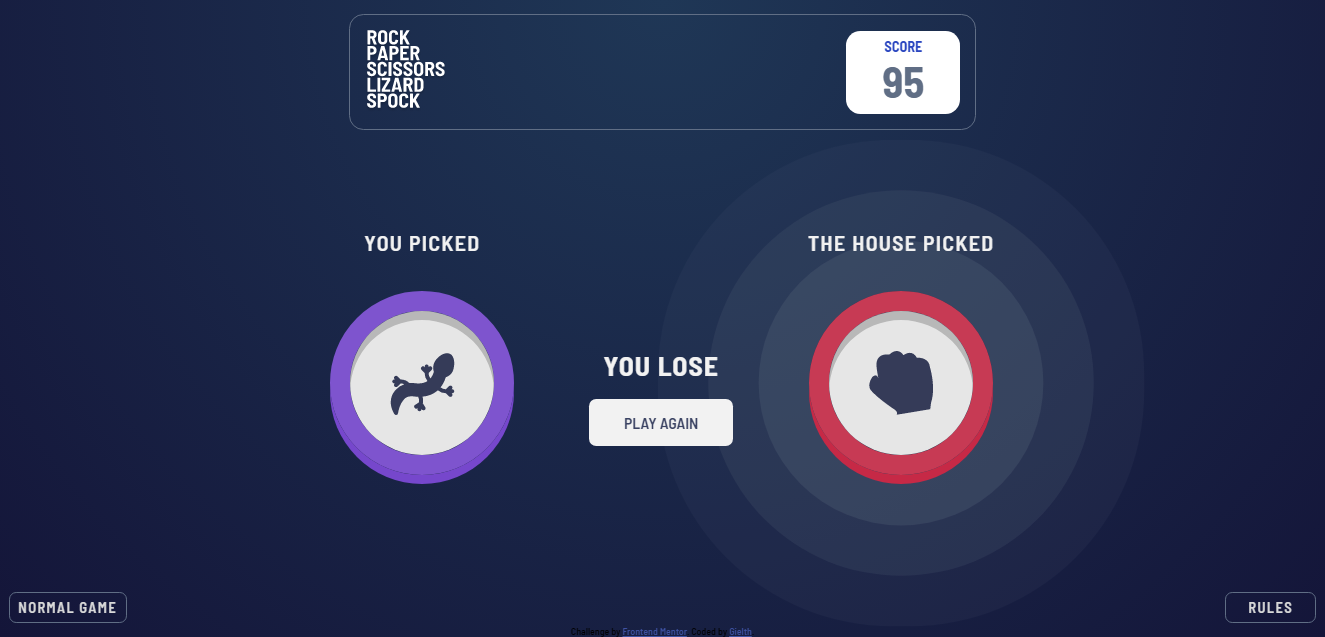 ROCK
PAPER
SCISSORS
LIZARD
SPOCK
SCORE
95
YOU PICKED
THE HOUSE PICKED
YOU LOSE
PLAY AGAIN
NORMAL GAME
RULES
Challenge by Frontend Mentor. Coded by Gielth